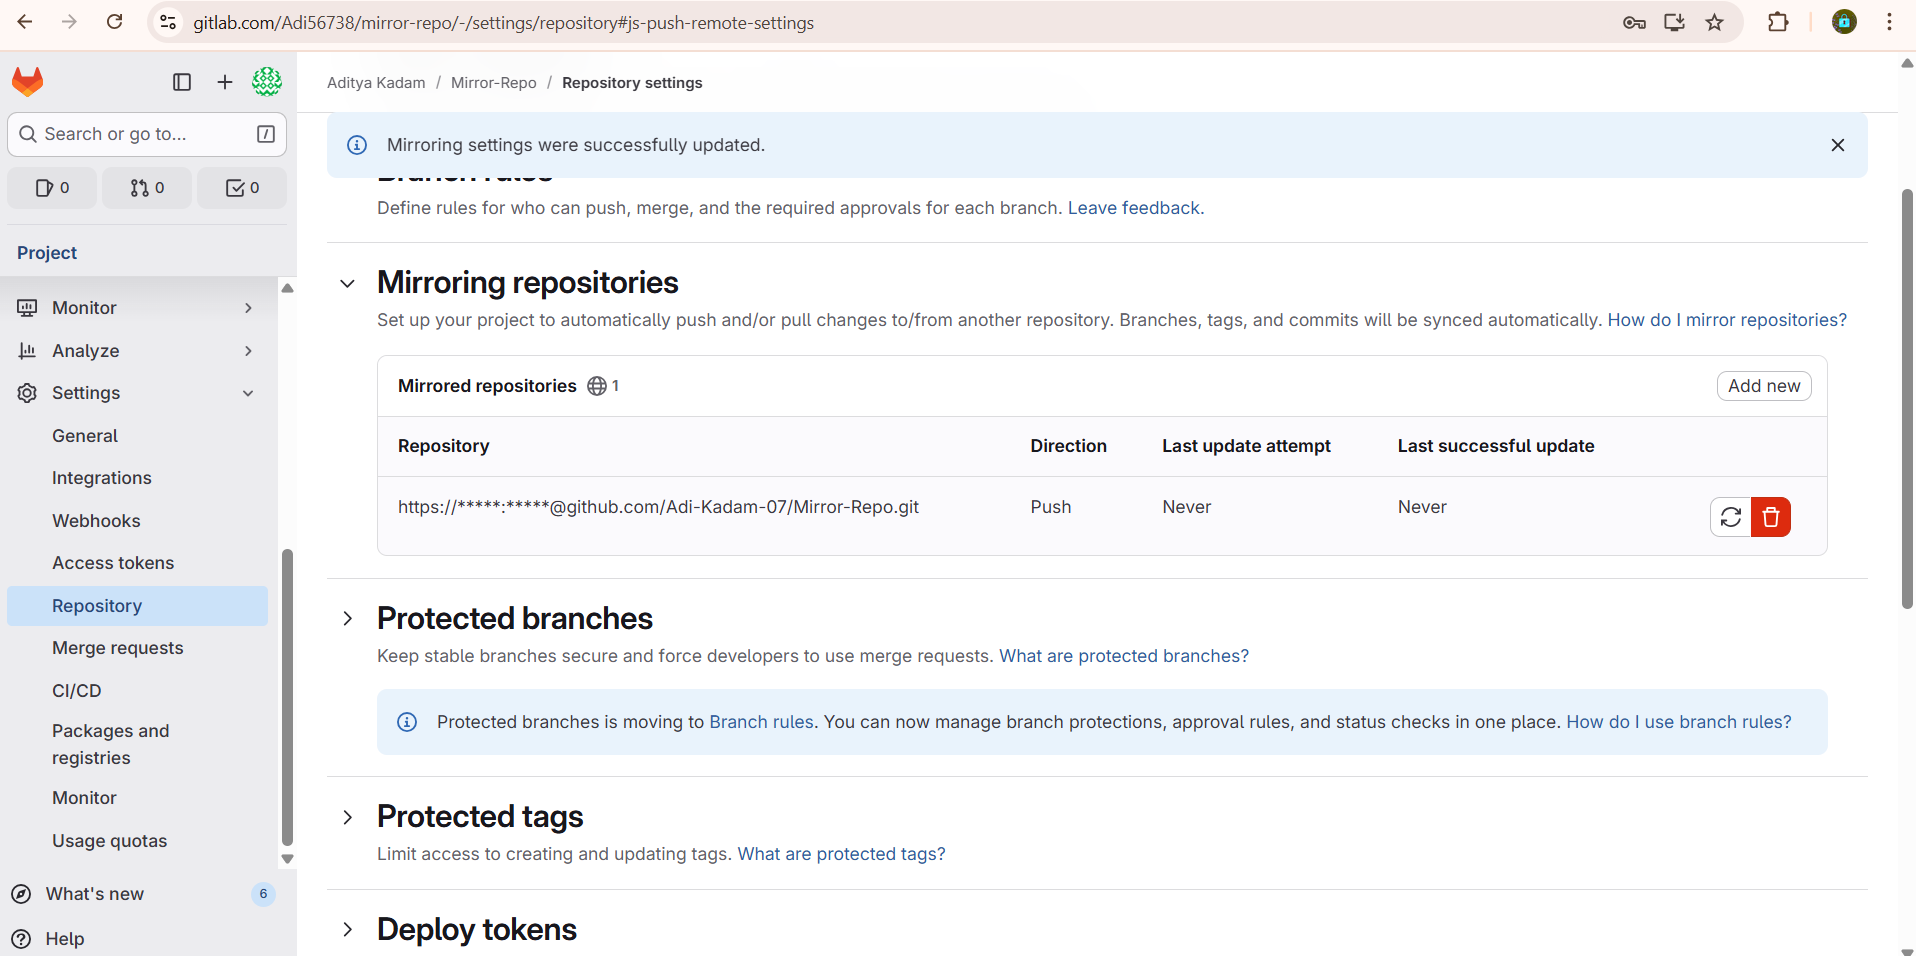 gitlab.com/Adi56738/mirror-repo/-/settings/repository#js-push-remote-settings
Search or go to...
/
0
0
0
Project
Monitor
Analyze
Settings
General
Integrations
Webhooks
Access tokens
Repository
Merge requests
CI/CD
Packages and
registries
Monitor
Usage quotas
What's new
6
Help
Aditya Kadam / Mirror-Repo / Repository settings
Mirroring settings were successfully updated.
Branch rules
Define rules for who can push, merge, and the required approvals for each branch. Leave feedback.
Mirroring repositories
Set up your project to automatically push and/or pull changes to/from another repository. Branches, tags, and commits will be synced automatically. How do I mirror repositories?
Mirrored repositories 1
Add new
Repository Direction Last update attempt Last successful update
https://*****:*****@github.com/Adi-Kadam-07/Mirror-Repo.git Push Never Never
Protected branches
Keep stable branches secure and force developers to use merge requests. What are protected branches?
Protected branches is moving to Branch rules. You can now manage branch protections, approval rules, and status checks in one place. How do I use branch rules?
Protected tags
Limit access to creating and updating tags. What are protected tags?
Deploy tokens